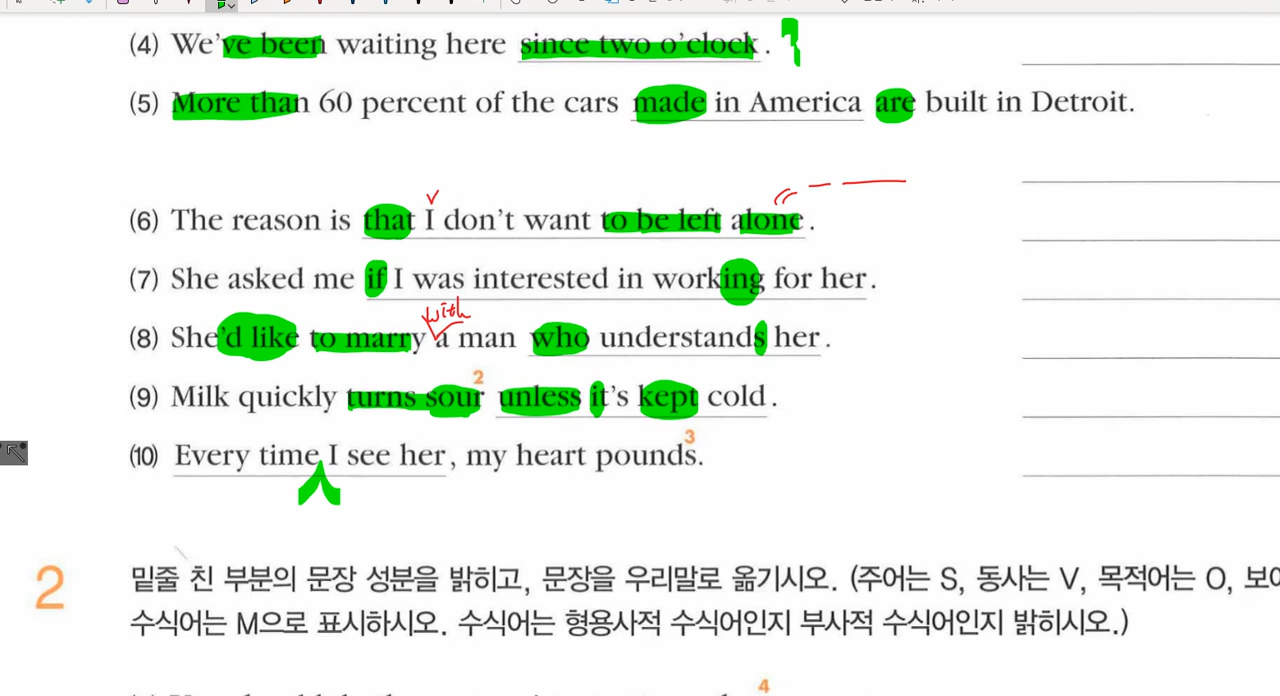 (4) We've been waiting here since two o'clock.
(5) More than 60 percent of the cars made in America are built in Detroit.
(6) The reason is that I don't want to be left alone.
(7) She asked me if I was interested in working for her.
with
(8) She'd like to marry a man who understands her.
(9) Milk quickly turns sour 2 unless it's kept cold.
(10) Every time I see her, my heart pounds. 3
2 밑줄 친 부분의 문장 성분을 밝히고, 문장을 우리말로 옮기시오. (주어는 S, 동사는 V, 목적어는 O,
수식어는 M으로 표시하시오. 수식어는 형용사적 수식어인지 부사적 수식어인지 밝히시오.)
4